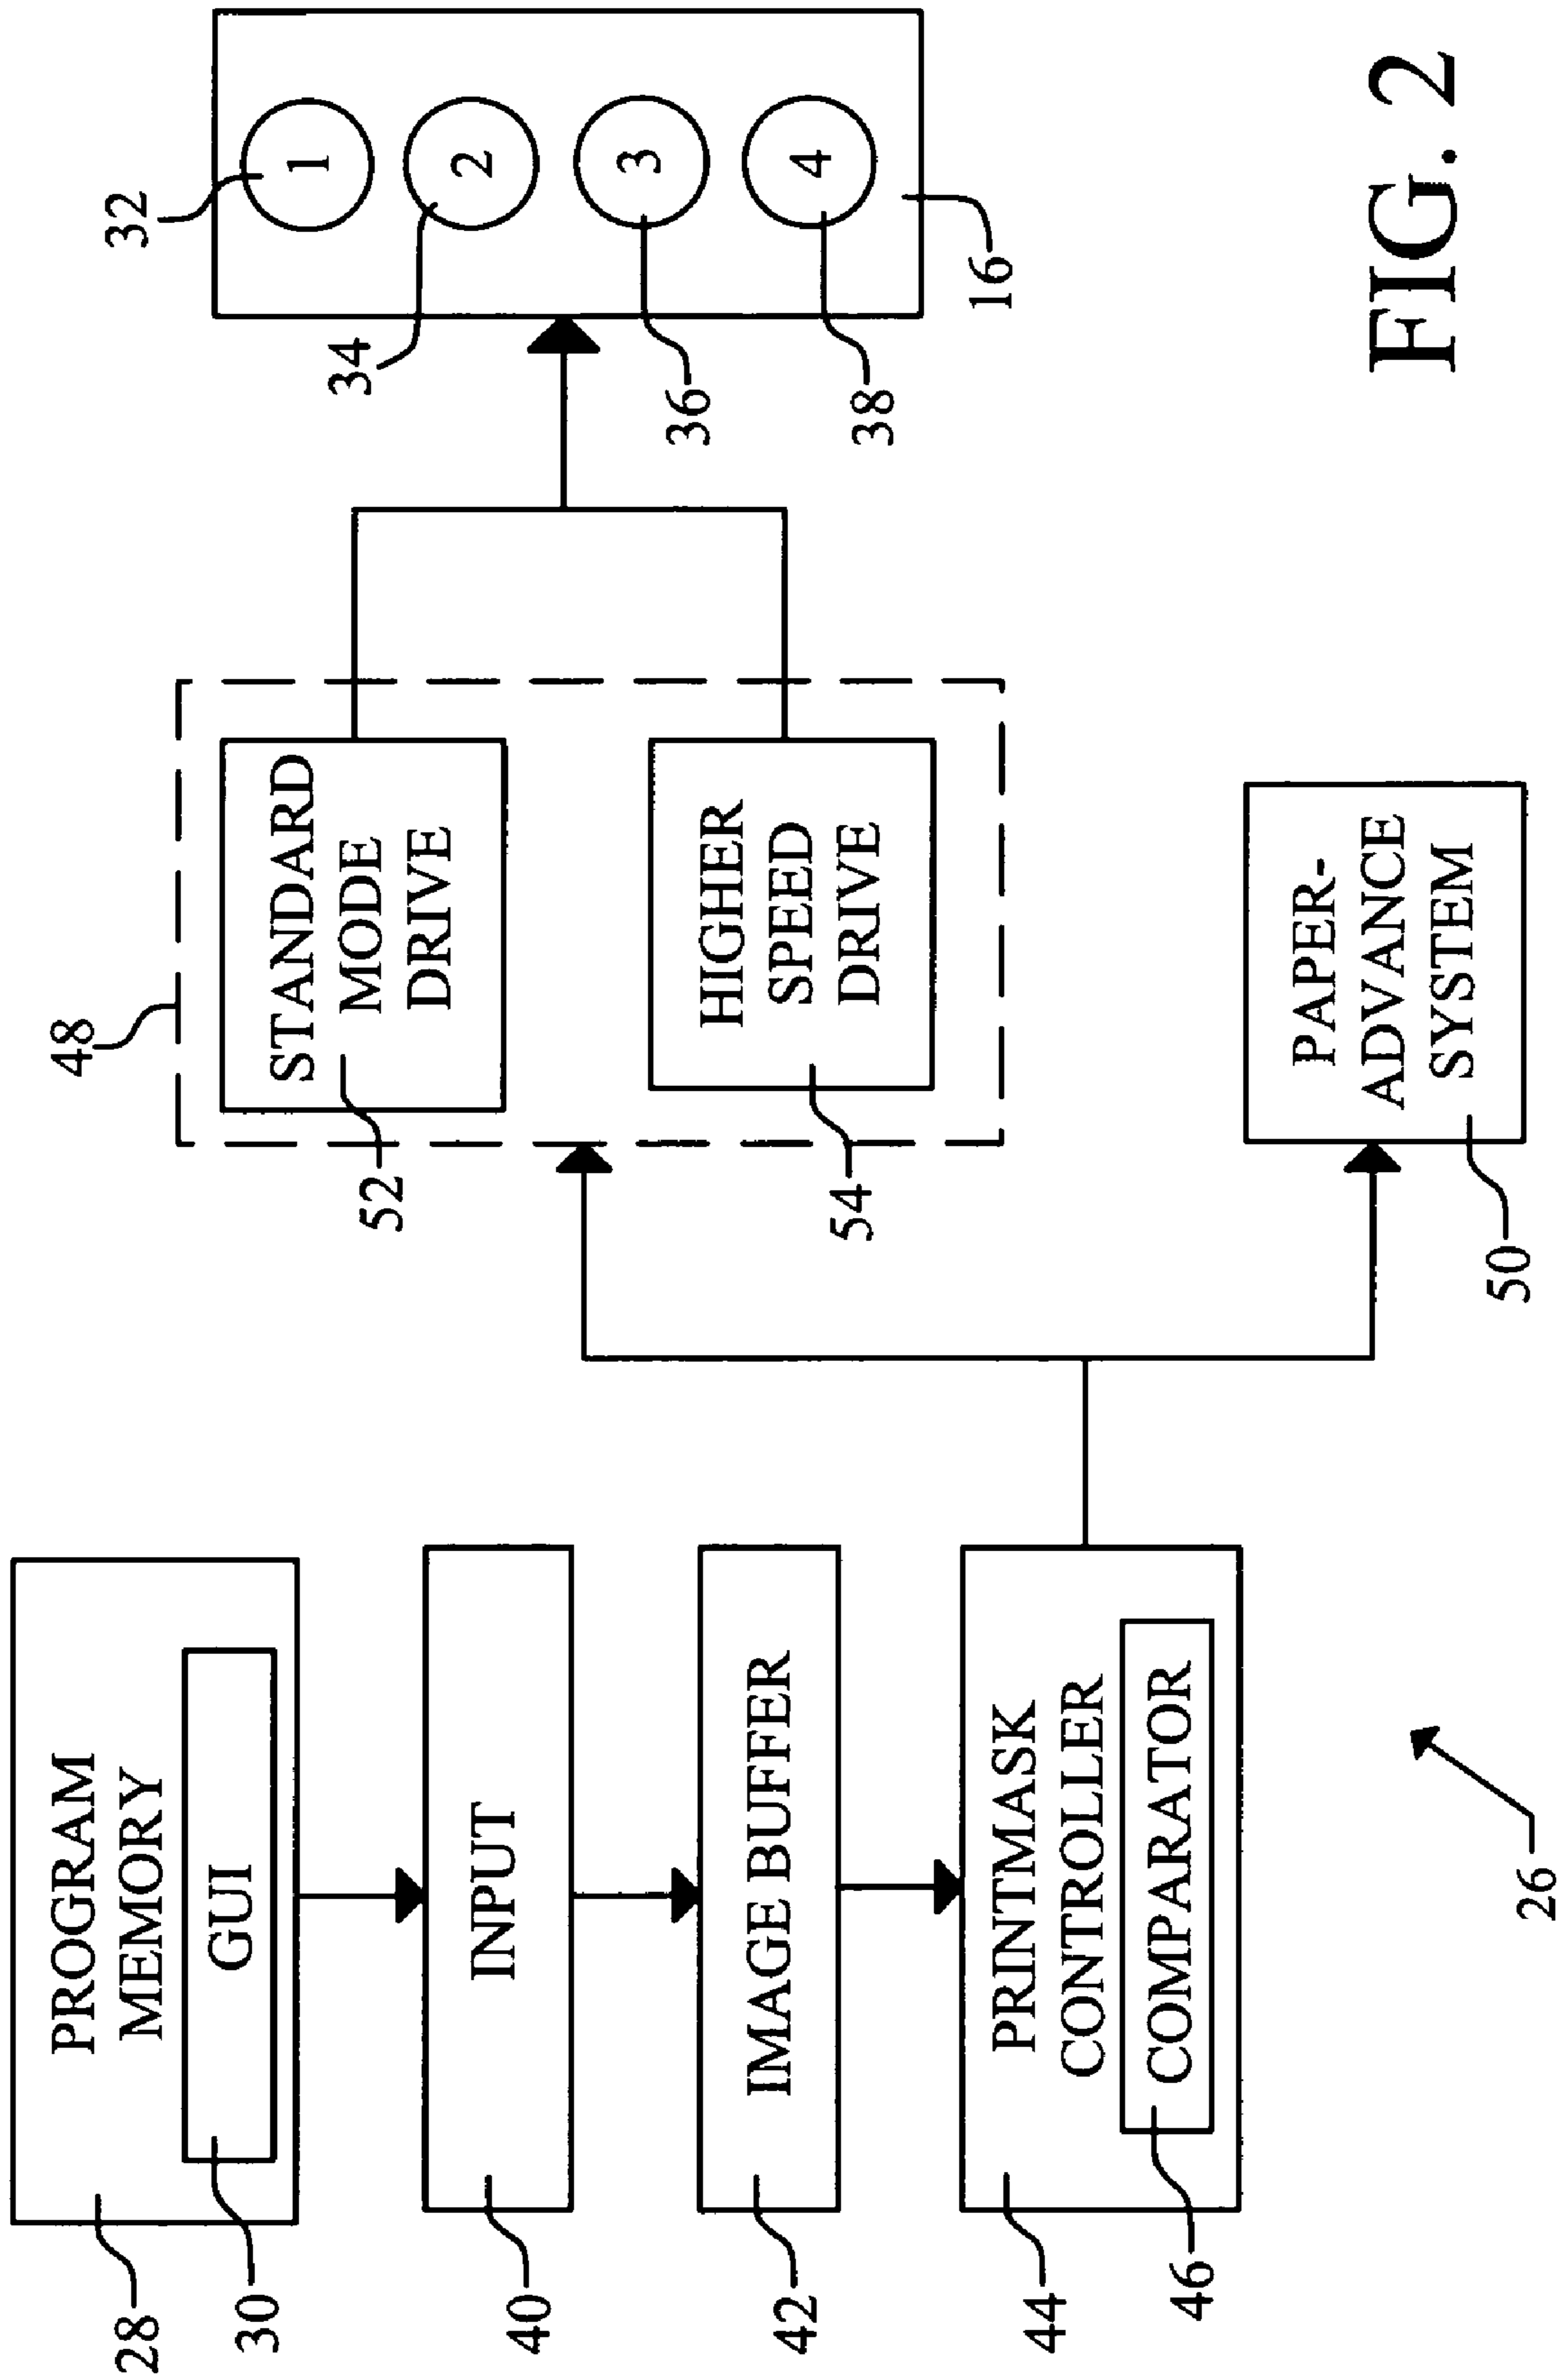 28
PROGRAM
MEMORY
30
GUI
40
INPUT
42
IMAGE BUFFER
44
PRINTMASK
CONTROLLER
46
COMPARATOR
26
48
STANDARD
MODE
DRIVE
52
HIGHER
SPEED
DRIVE
54
PAPER-
ADVANCE
SYSTEM
50
32
1
34
2
36
3
38
4
16
FIG. 2